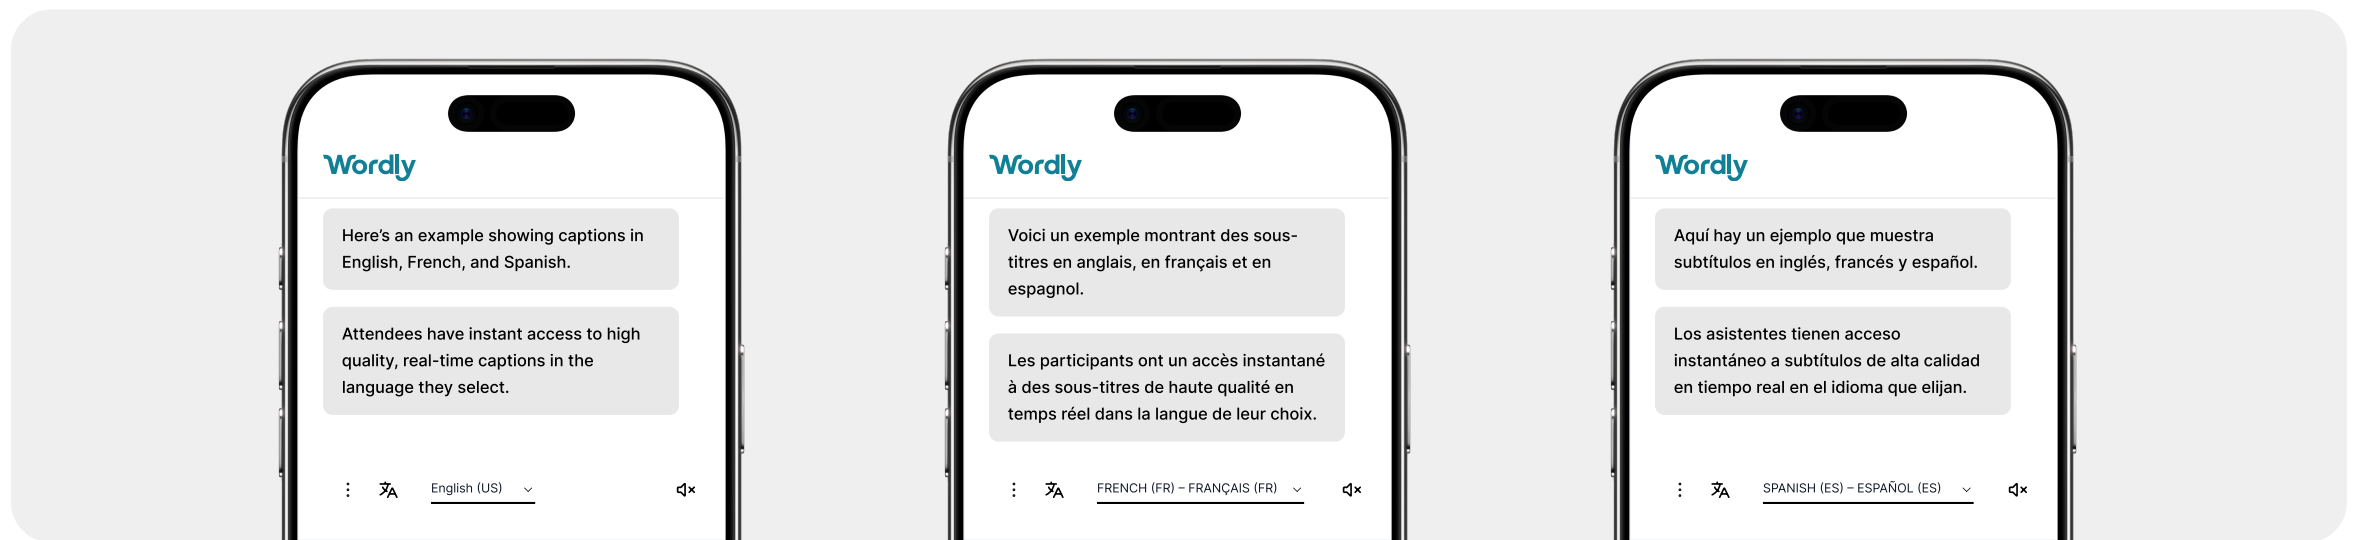 Wordly
Here’s an example showing captions in
English, French, and Spanish.
Attendees have instant access to high
quality, real-time captions in the
language they select.
English (US)
Wordly
Voici un exemple montrant des sous-
titres en anglais, en français et en
espagnol.
Les participants ont un accès instantané
à des sous-titres de haute qualité en
temps réel dans la langue de leur choix.
FRENCH (FR) – FRANÇAIS (FR)
Wordly
Aquí hay un ejemplo que muestra
subtítulos en inglés, francés y español.
Los asistentes tienen acceso
instantáneo a subtítulos de alta calidad
en tiempo real en el idioma que elijan.
SPANISH (ES) – ESPAÑOL (ES)